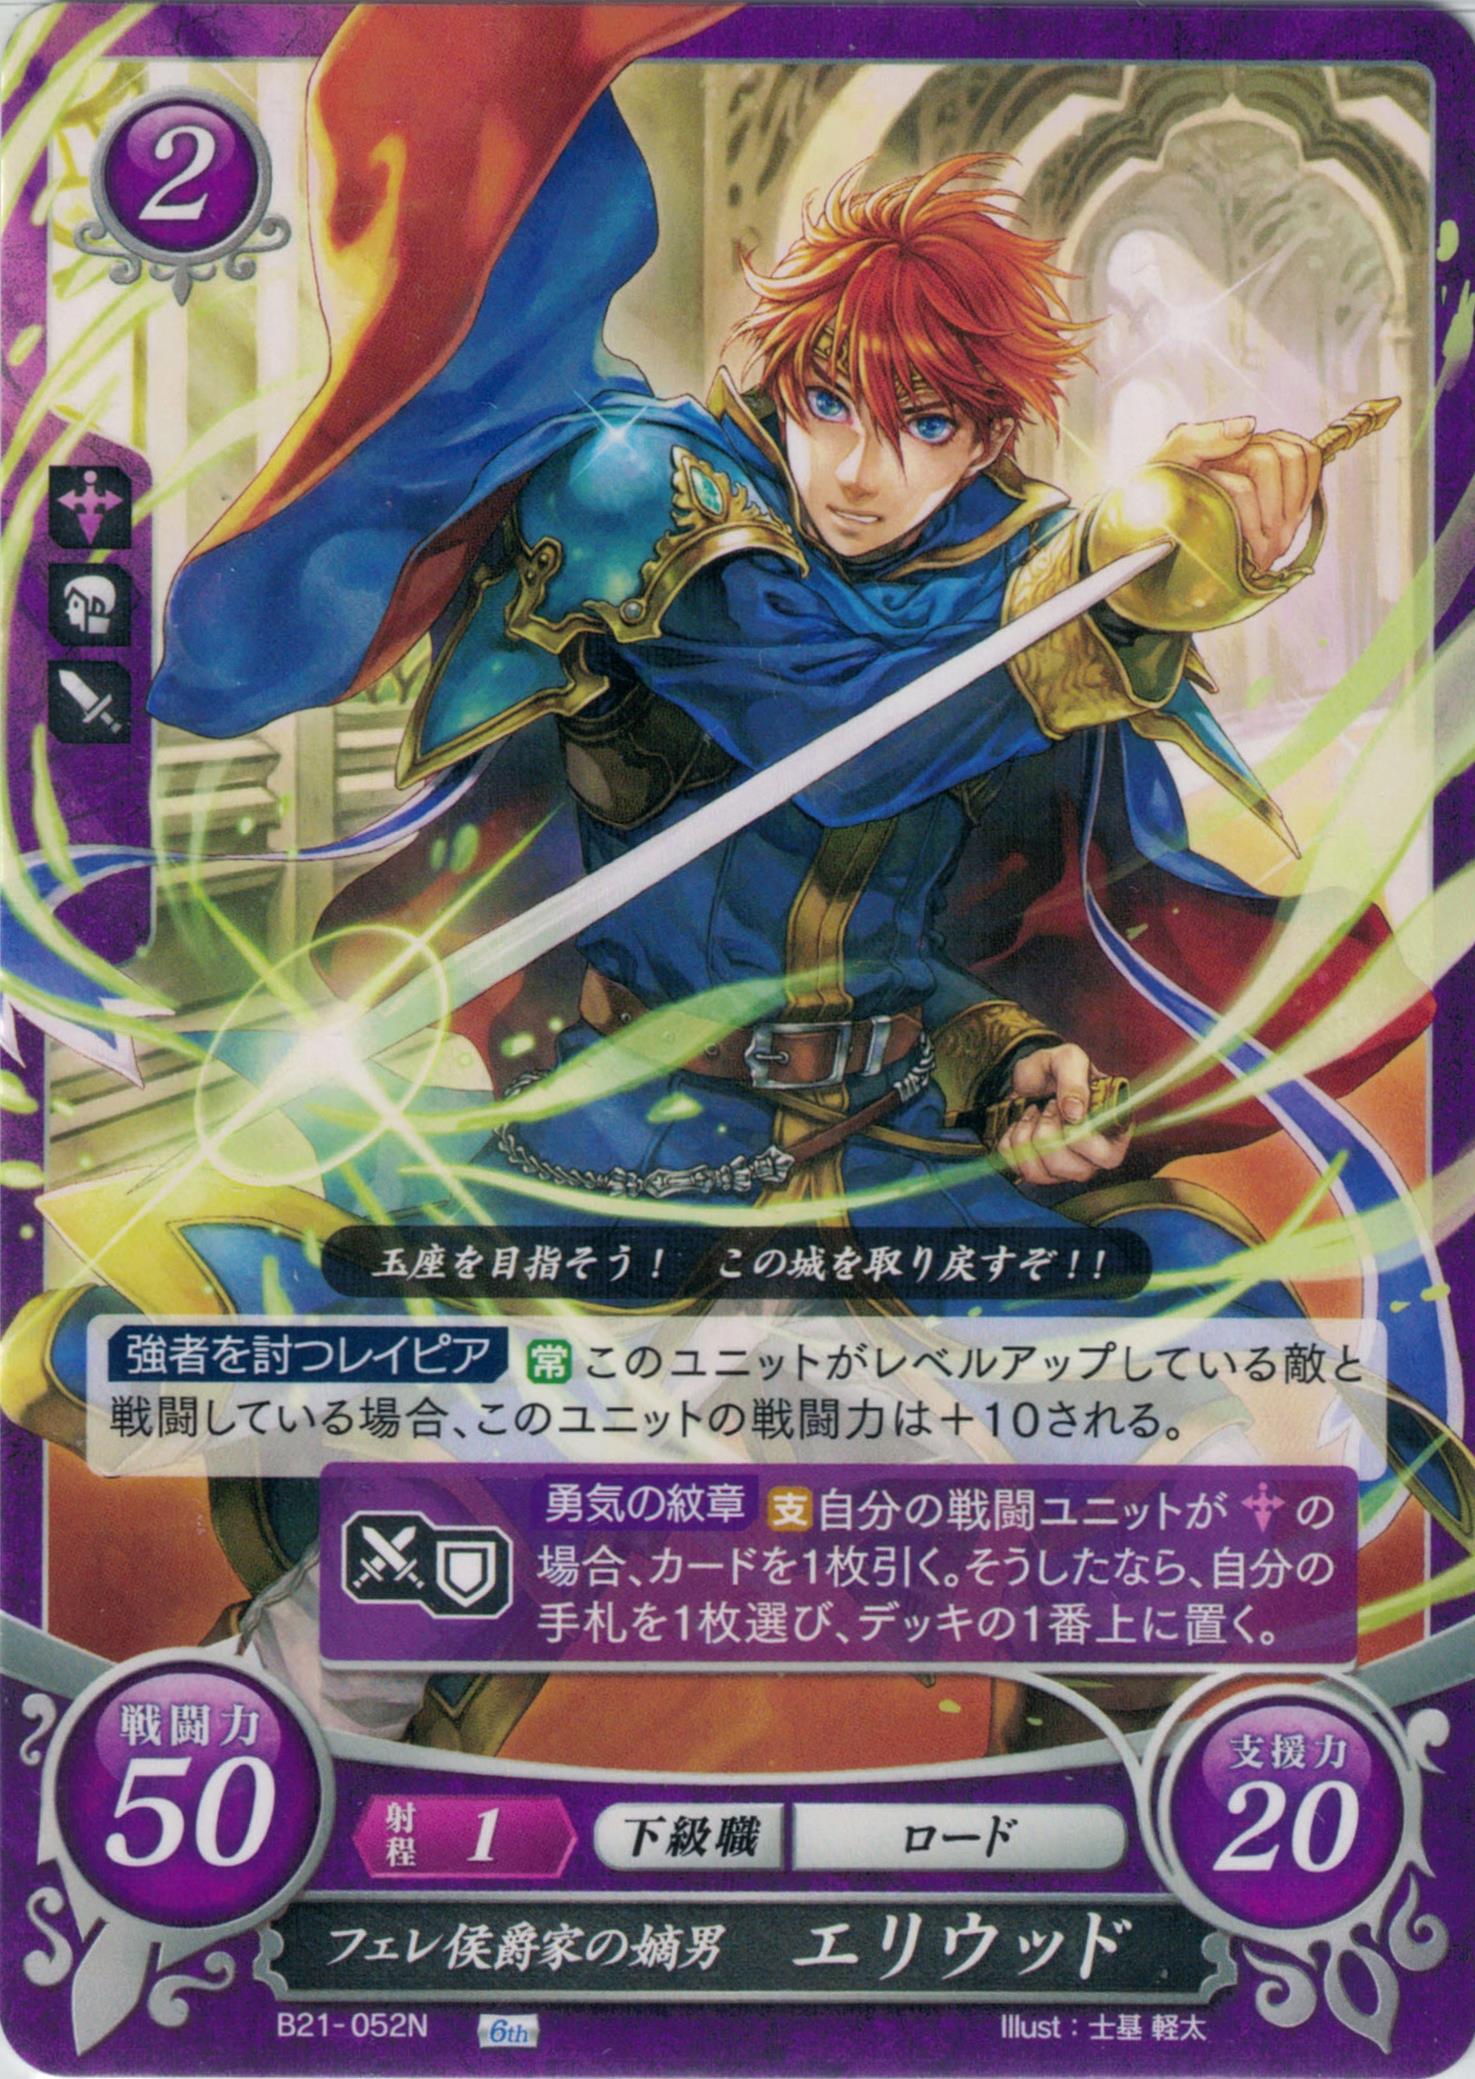 2
玉座を目指そう！　この城を取り戻すぞ！！
強者を討つレイピア 常 このユニットがレベルアップしている敵と
戦闘している場合、このユニットの戦闘力は＋10される。
勇気の紋章 支 自分の戦闘ユニットが の
場合、カードを1枚引く。そうしたなら、自分の
手札を1枚選び、デッキの1番上に置く。
戦闘力
50
射程 1
下級職 ロード
支援力
20
フェレ侯爵家の嫡男　エリウッド
B21-052N 6th Illust：士基 軽太